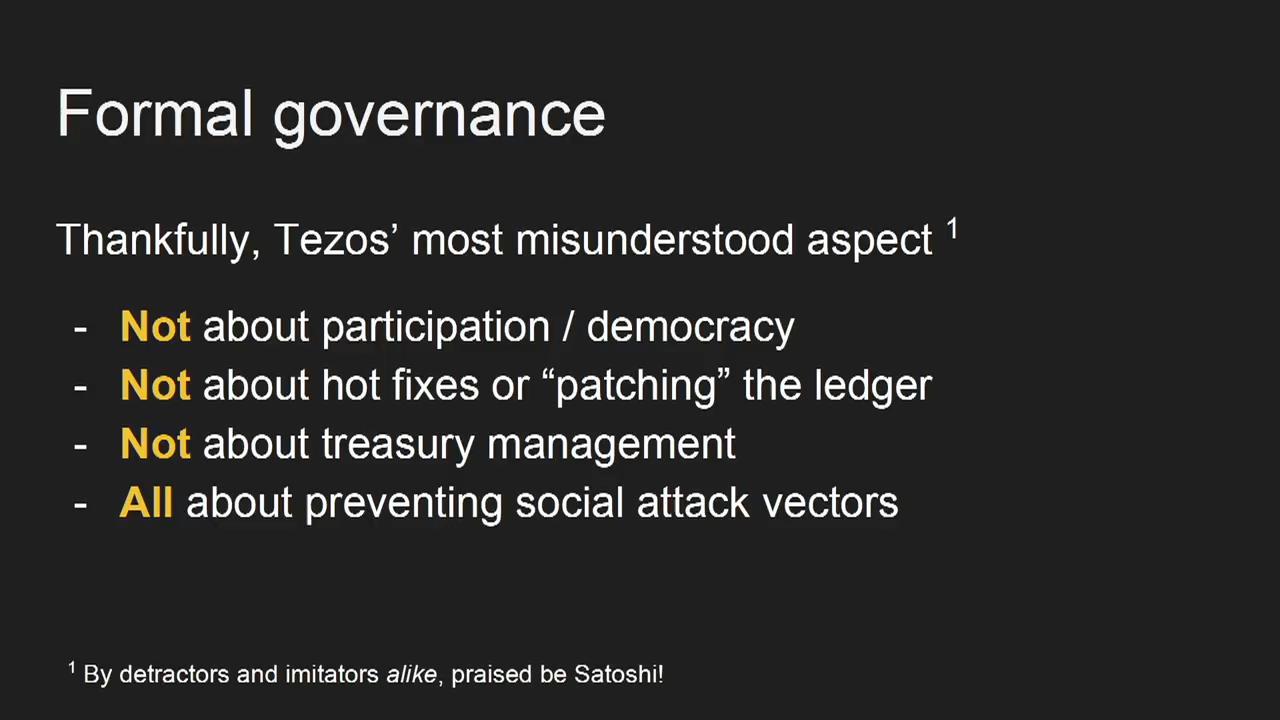 Formal governance
Thankfully, Tezos’ most misunderstood aspect ¹
- Not about participation / democracy
- Not about hot fixes or “patching” the ledger
- Not about treasury management
- All about preventing social attack vectors
¹ By detractors and imitators alike, praised be Satoshi!